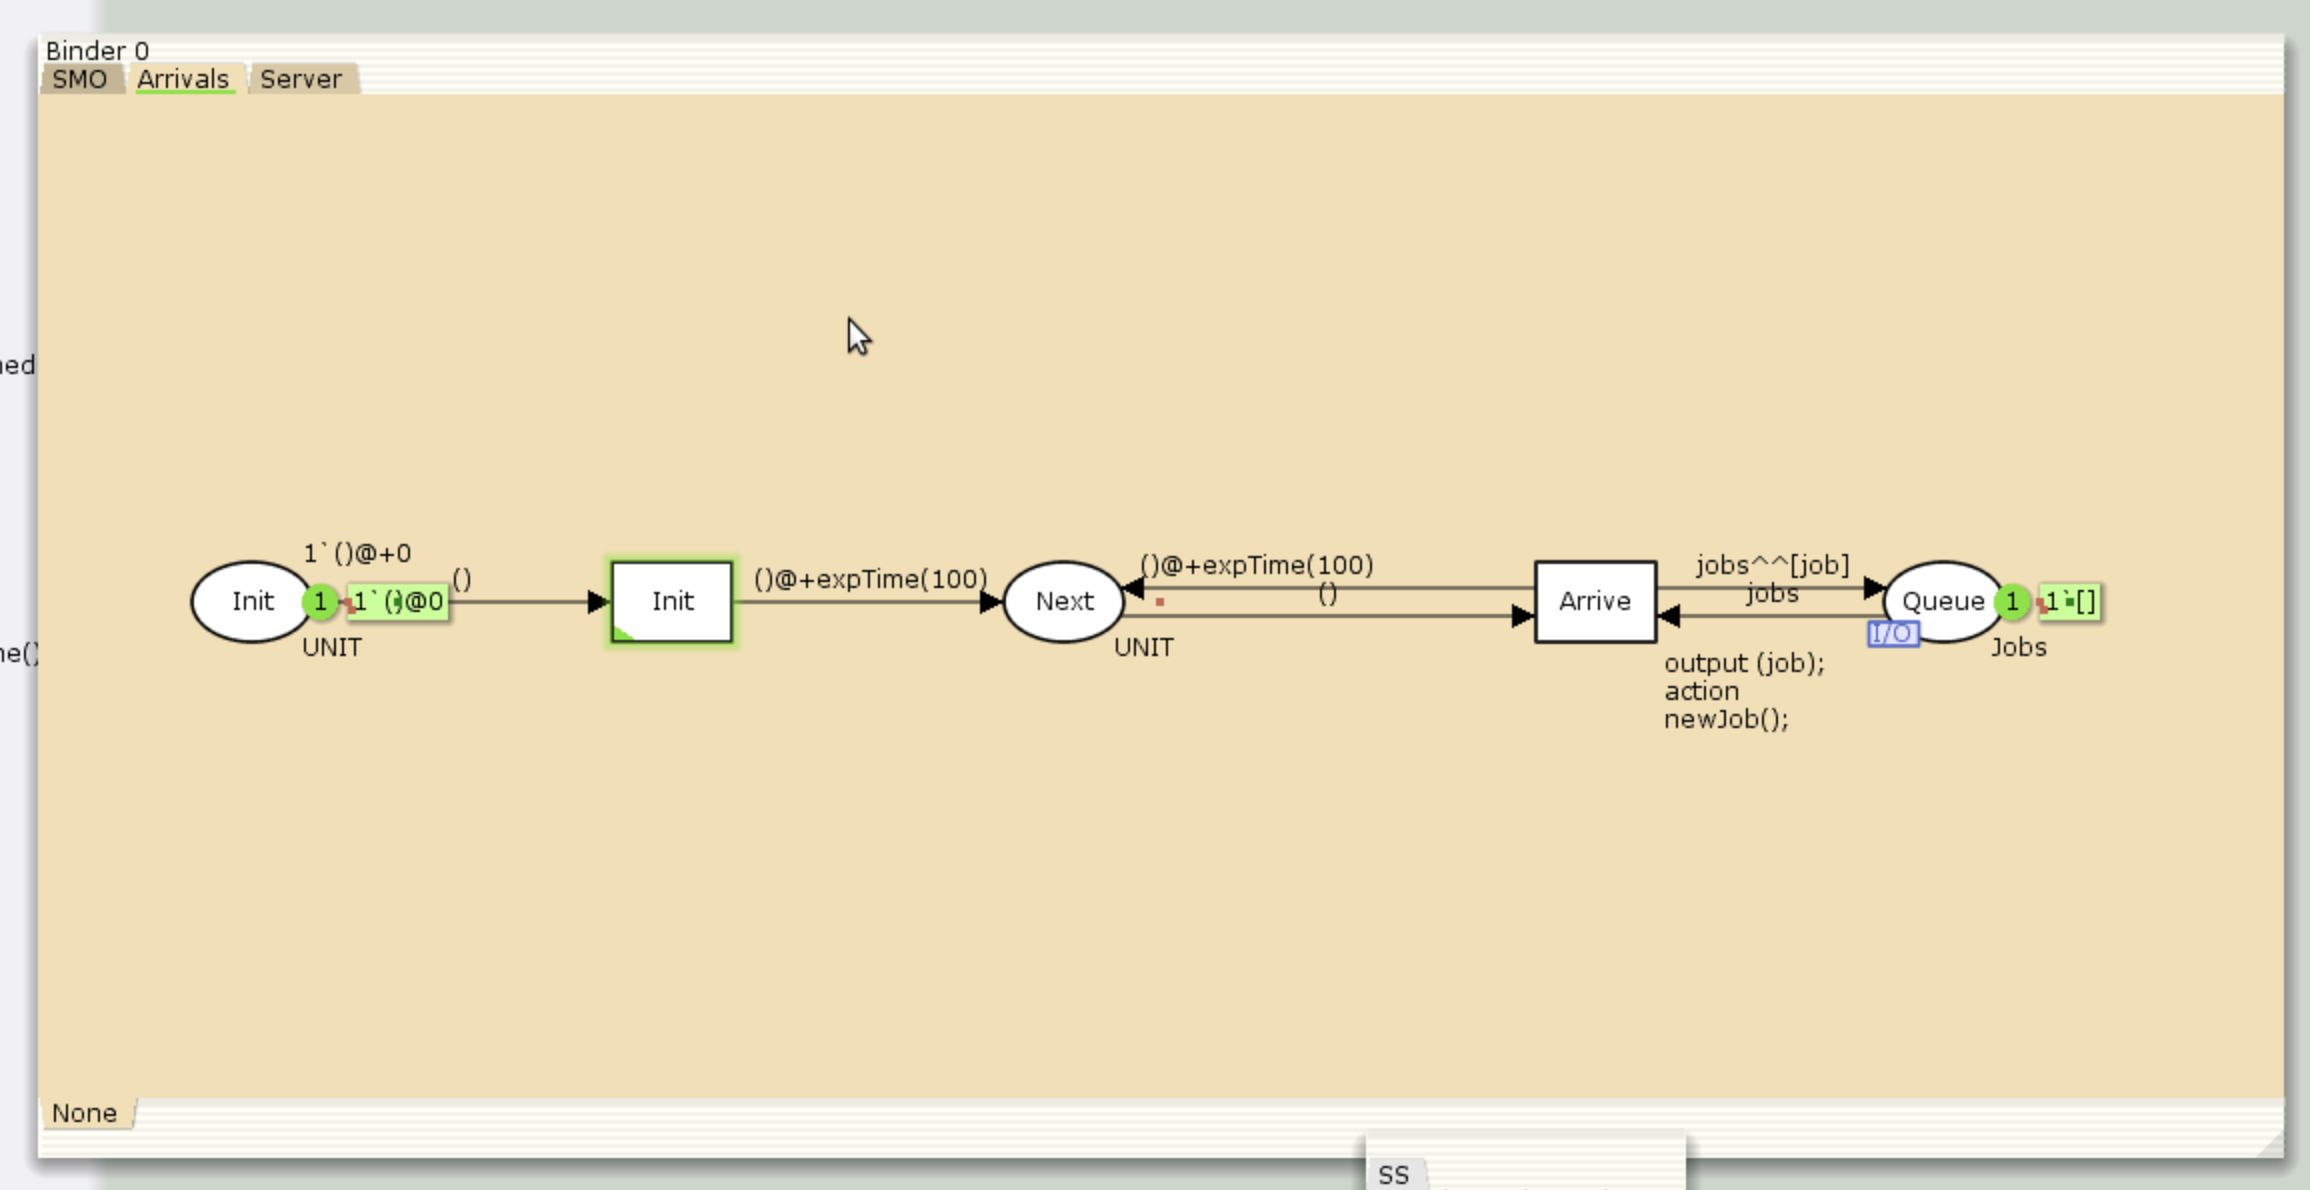 Binder 0
SMO Arrivals Server
ned
1`()@+0
()
()@+expTime(100)
()@+expTime(100)
()
jobs^^[job]
jobs
Init 1 1`()@0 Init Next Arrive Queue 1 1`[]
I/O
UNIT UNIT Jobs
ne()
output (job);
action
newJob();
None
SS